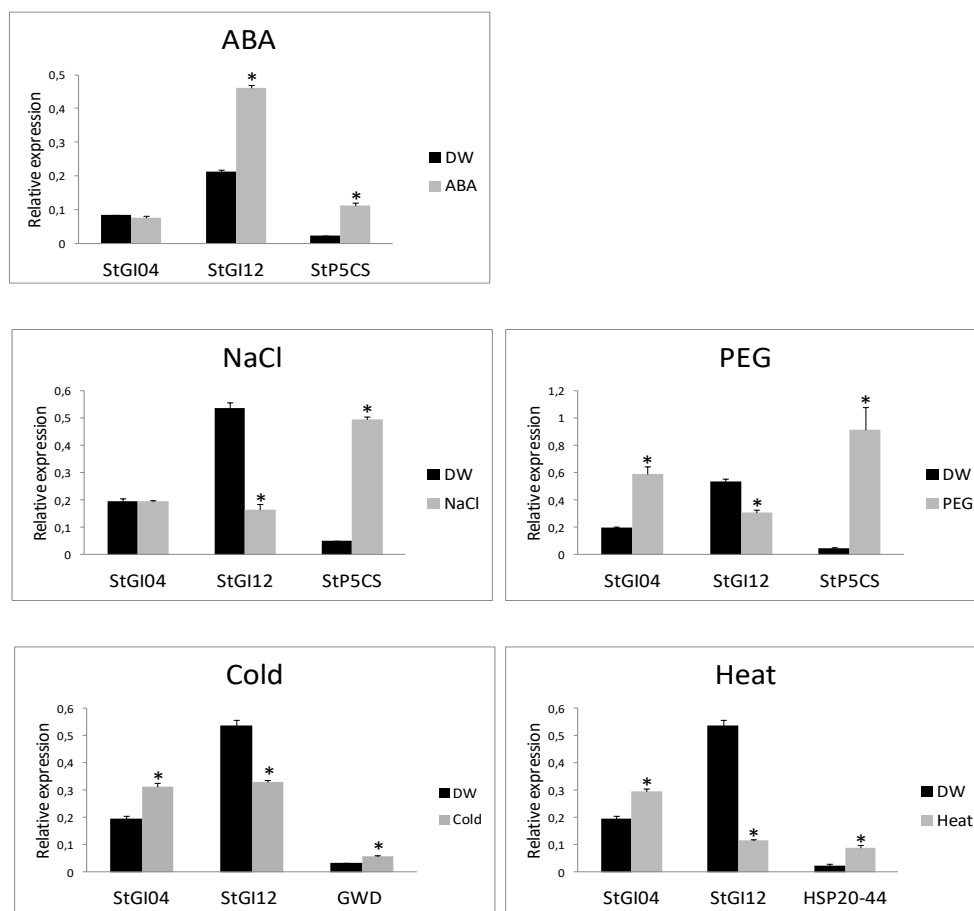 ABA
Relative expression
0,5
0,4
0,3
0,2
0,1
0
*
*
StGI04 StGI12 StP5CS
DW
ABA
NaCl
Relative expression
0,6
0,5
0,4
0,3
0,2
0,1
0
*
*
StGI04 StGI12 StP5CS
DW
NaCl
PEG
Relative expression
1,2
1
0,8
0,6
0,4
0,2
0
*
*
*
StGI04 StGI12 StP5CS
DW
PEG
Cold
Relative expression
0,6
0,5
0,4
0,3
0,2
0,1
0
*
*
*
StGI04 StGI12 GWD
DW
Cold
Heat
Relative expression
0,6
0,5
0,4
0,3
0,2
0,1
0
*
*
*
StGI04 StGI12 HSP20-44
DW
Heat